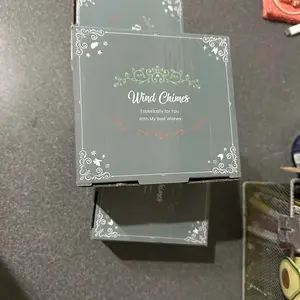 Wind Chimes
Especially for You
With My Best Wishes